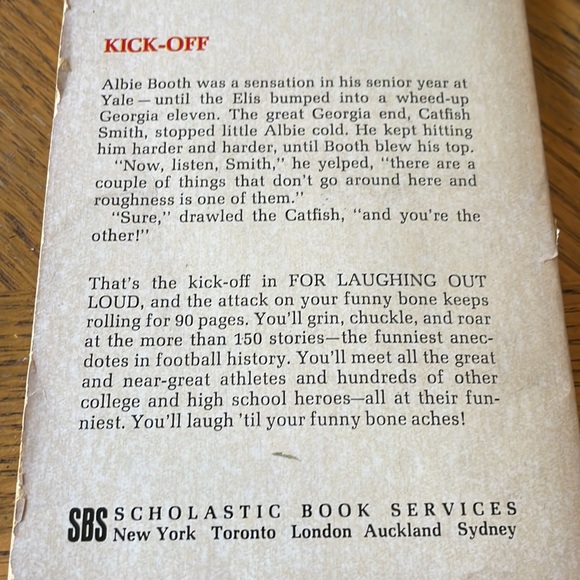 KICK-OFF
Albie Booth was a sensation in his senior year at
Yale — until the Elis bumped into a wheed-up
Georgia eleven. The great Georgia end, Catfish
Smith, stopped little Albie cold. He kept hitting
him harder and harder, until Booth blew his top.
"Now, listen, Smith," he yelped, "there are a
couple of things that don't go around here and
roughness is one of them."
"Sure," drawled the Catfish, "and you're the
other!"
That's the kick-off in FOR LAUGHING OUT
LOUD, and the attack on your funny bone keeps
rolling for 90 pages. You'll grin, chuckle, and roar
at the more than 150 stories—the funniest anec-
dotes in football history. You'll meet all the great
and near-great athletes and hundreds of other
college and high school heroes—all at their fun-
niest. You'll laugh 'til your funny bone aches!
SBS SCHOLASTIC BOOK SERVICES
New York Toronto London Auckland Sydney